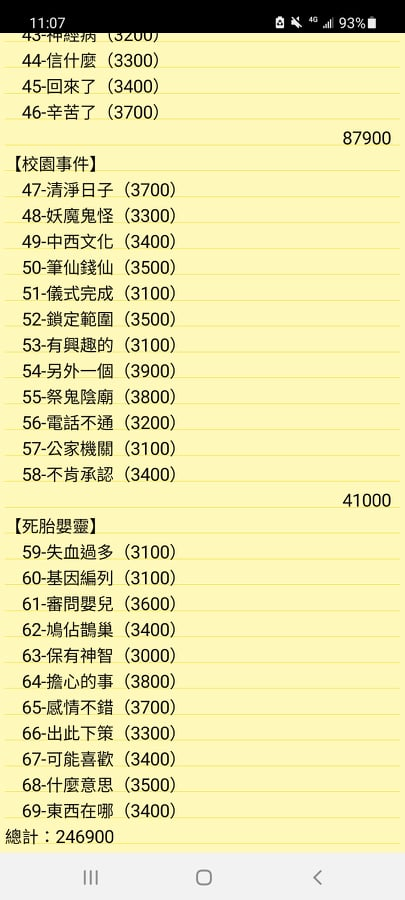 11:07 4G 93%
43-神經病（3200）
44-信什麼（3300）
45-回來了（3400）
46-辛苦了（3700）
87900
【校園事件】
47-清淨日子（3700）
48-妖魔鬼怪（3300）
49-中西文化（3400）
50-筆仙錢仙（3500）
51-儀式完成（3100）
52-鎖定範圍（3500）
53-有興趣的（3100）
54-另外一個（3900）
55-祭鬼陰廟（3800）
56-電話不通（3200）
57-公家機關（3100）
58-不肯承認（3400）
41000
【死胎嬰靈】
59-失血過多（3100）
60-基因編列（3100）
61-審問嬰兒（3600）
62-鳩佔鵲巢（3400）
63-保有神智（3000）
64-擔心的事（3800）
65-感情不錯（3700）
66-出此下策（3300）
67-可能喜歡（3400）
68-什麼意思（3500）
69-東西在哪（3400）
總計：246900